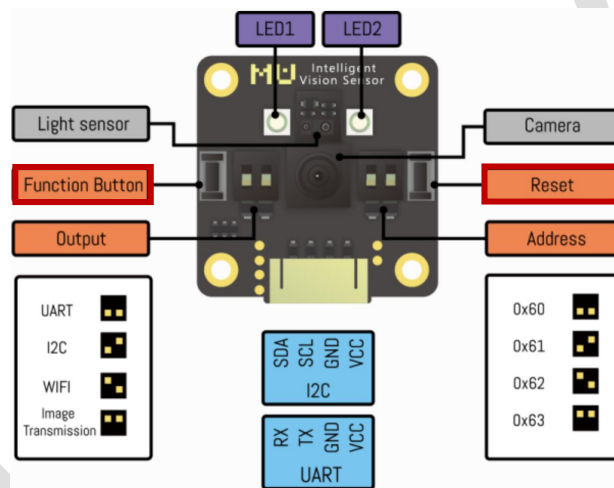 LED1
LED2
MU
Intelligent
Vision Sensor
Light sensor
Camera
Function Button
Reset
Output
Address
UART
I2C
WIFI
Image
Transmission
SDA
SCL
GND
VCC
I2C
RX
TX
GND
VCC
UART
0x60
0x61
0x62
0x63